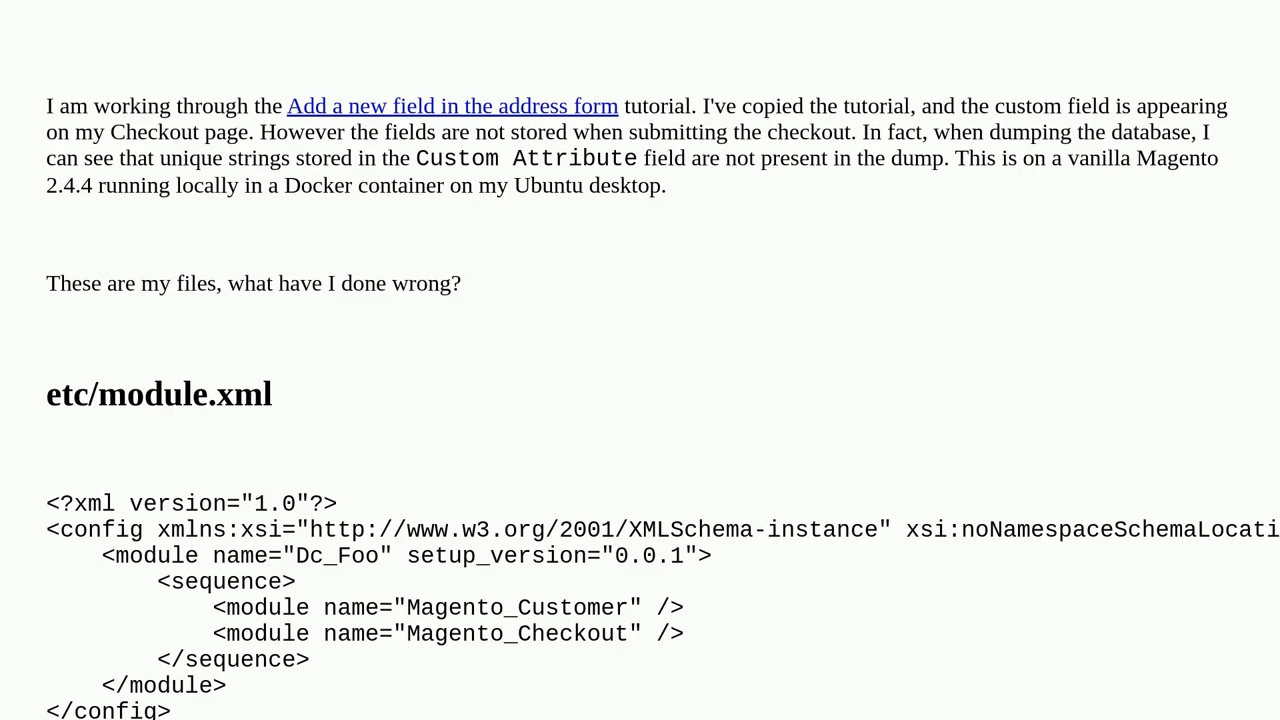 I am working through the Add a new field in the address form tutorial. I've copied the tutorial, and the custom field is appearing
on my Checkout page. However the fields are not stored when submitting the checkout. In fact, when dumping the database, I
can see that unique strings stored in the Custom Attribute field are not present in the dump. This is on a vanilla Magento
2.4.4 running locally in a Docker container on my Ubuntu desktop.
These are my files, what have I done wrong?
etc/module.xml
<?xml version="1.0"?>
<config xmlns:xsi="http://www.w3.org/2001/XMLSchema-instance" xsi:noNamespaceSchemaLocati
    <module name="Dc_Foo" setup_version="0.0.1">
        <sequence>
            <module name="Magento_Customer" />
            <module name="Magento_Checkout" />
        </sequence>
    </module>
</config>